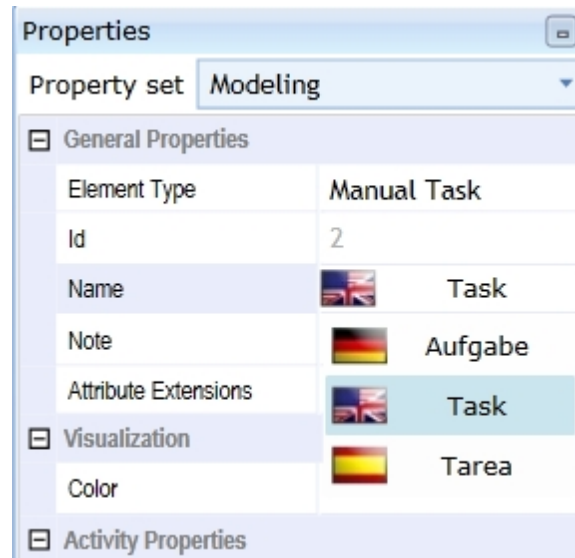 Properties
Property set Modeling
General Properties
Element Type Manual Task
Id 2
Name Task
Note Aufgabe
Attribute Extensions Task
Visualization Tarea
Color
Activity Properties